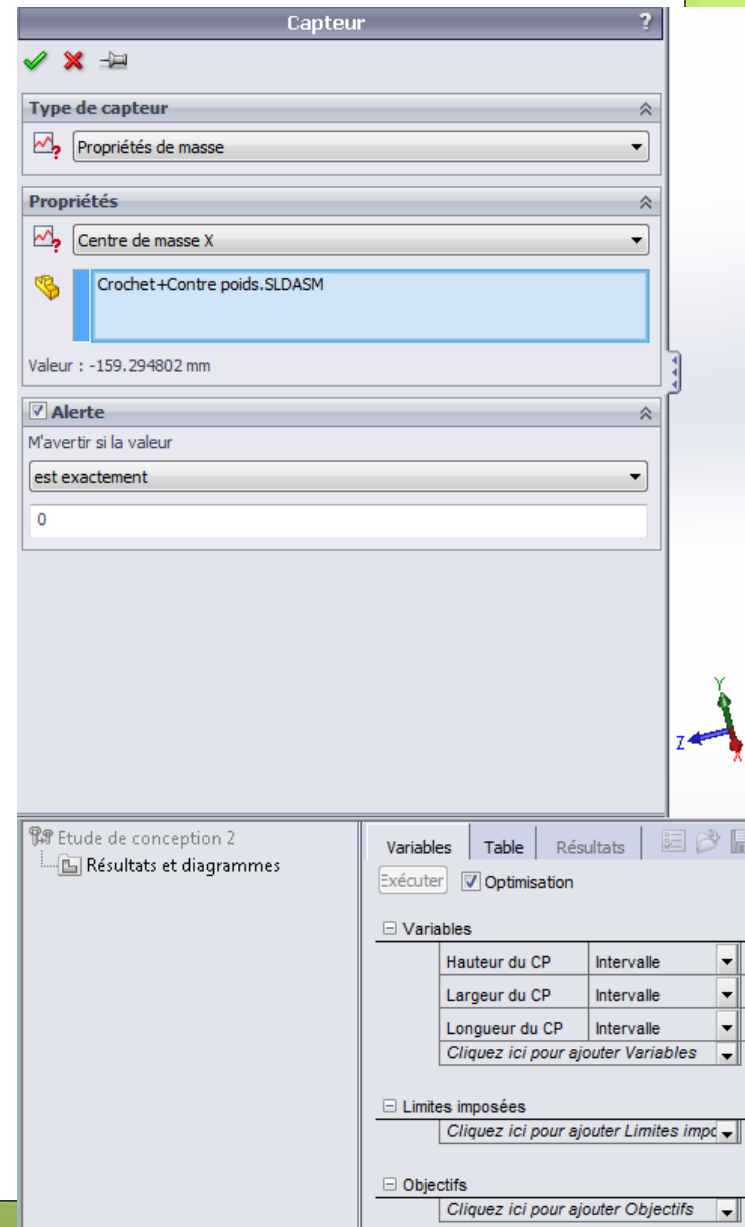 Capteur ?
Type de capteur
Propriétés de masse
Propriétés
Centre de masse X
Crochet+Contre poids.SLDASM
Valeur : -159.294802 mm
Alerte
M'avertir si la valeur
est exactement
0
Y
Z
X
Etude de conception 2
Résultats et diagrammes
Variables Table Résultats
Exécuter Optimisation
Variables
Hauteur du CP Intervalle
Largeur du CP Intervalle
Longueur du CP Intervalle
Cliquez ici pour ajouter Variables
Limites imposées
Cliquez ici pour ajouter Limites impo
Objectifs
Cliquez ici pour ajouter Objectifs